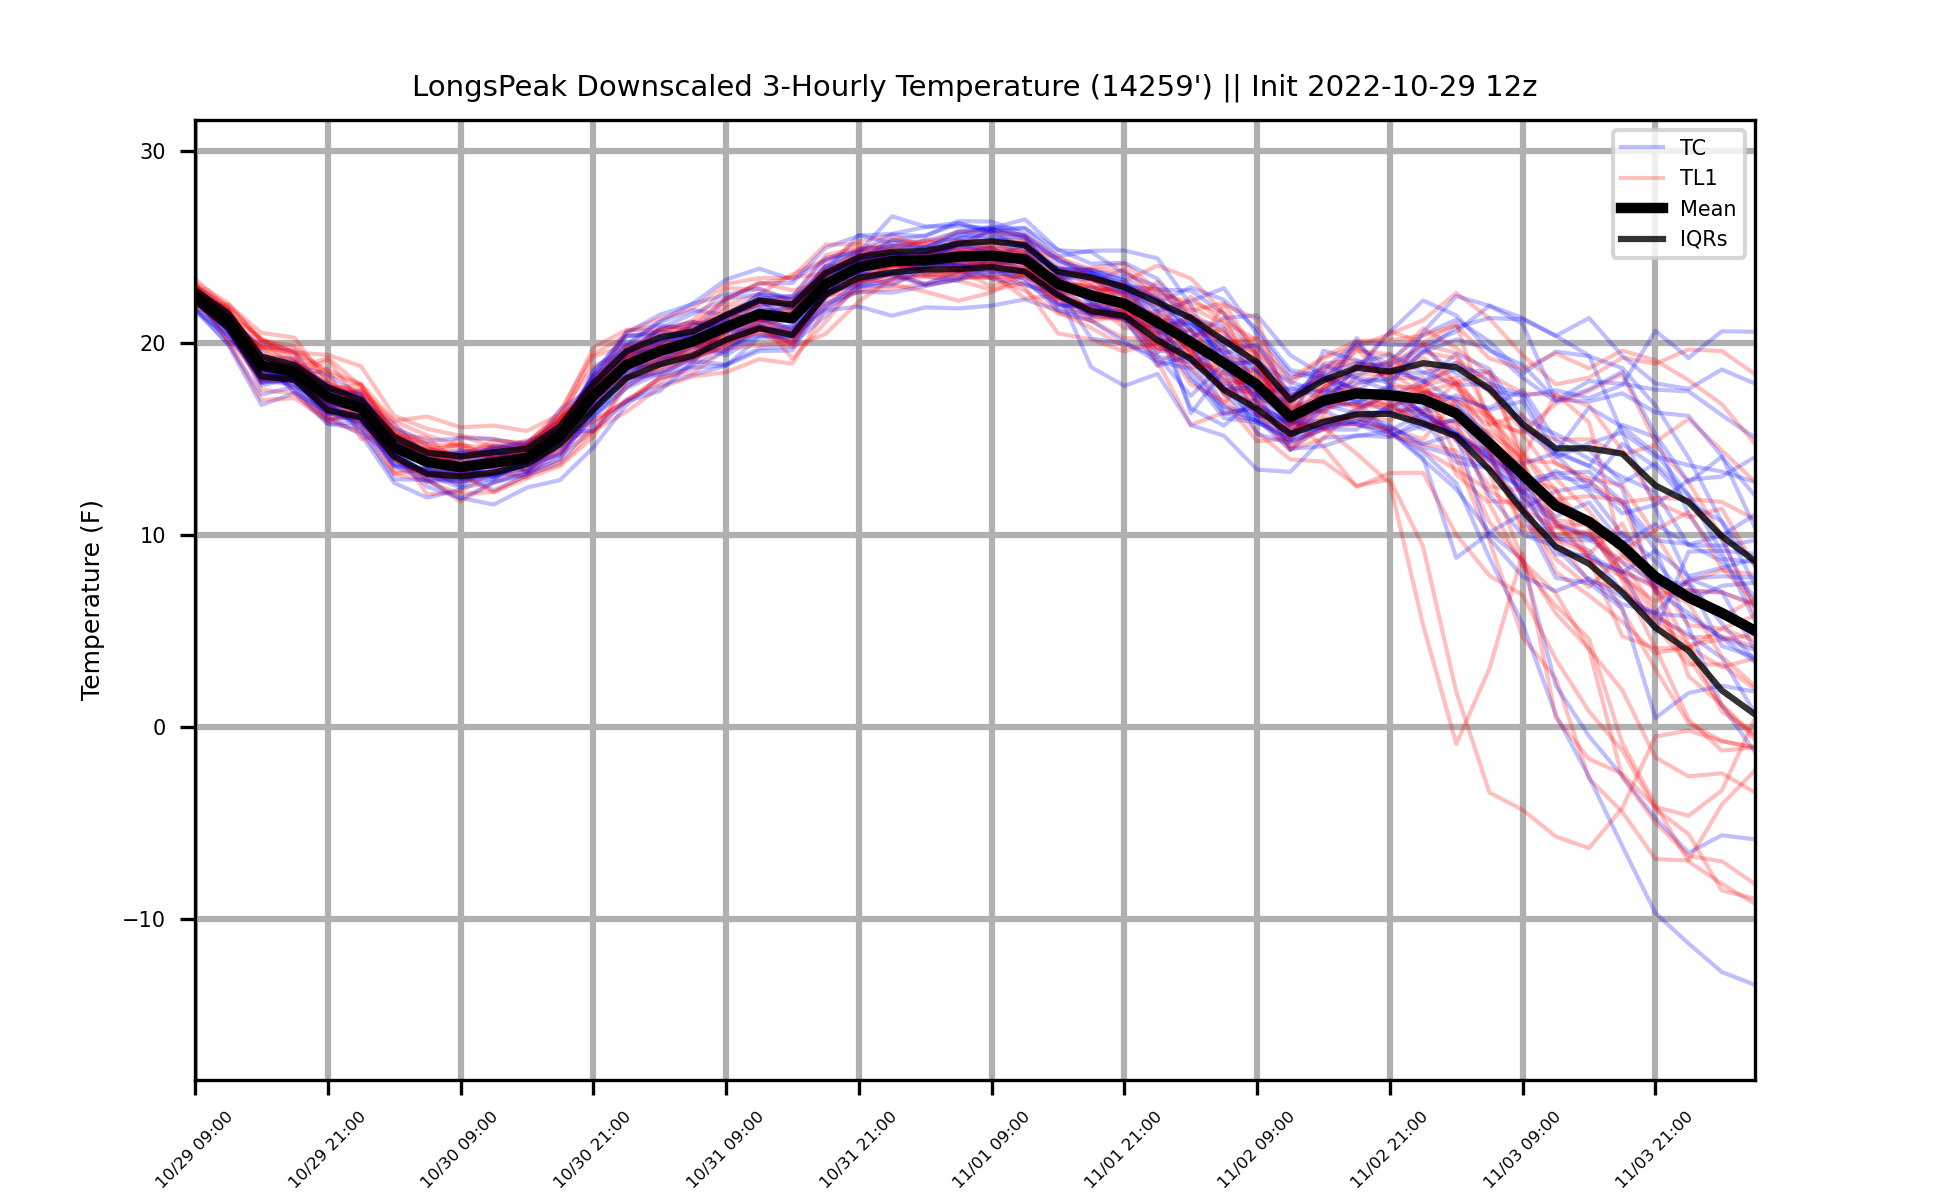 LongsPeak Downscaled 3-Hourly Temperature (14259') || Init 2022-10-29 12z
TC
TL1
Mean
IQRs
Temperature (F)
30
20
10
0
−10
10/29 09:00
10/29 21:00
10/30 09:00
10/30 21:00
10/31 09:00
10/31 21:00
11/01 09:00
11/01 21:00
11/02 09:00
11/02 21:00
11/03 09:00
11/03 21:00